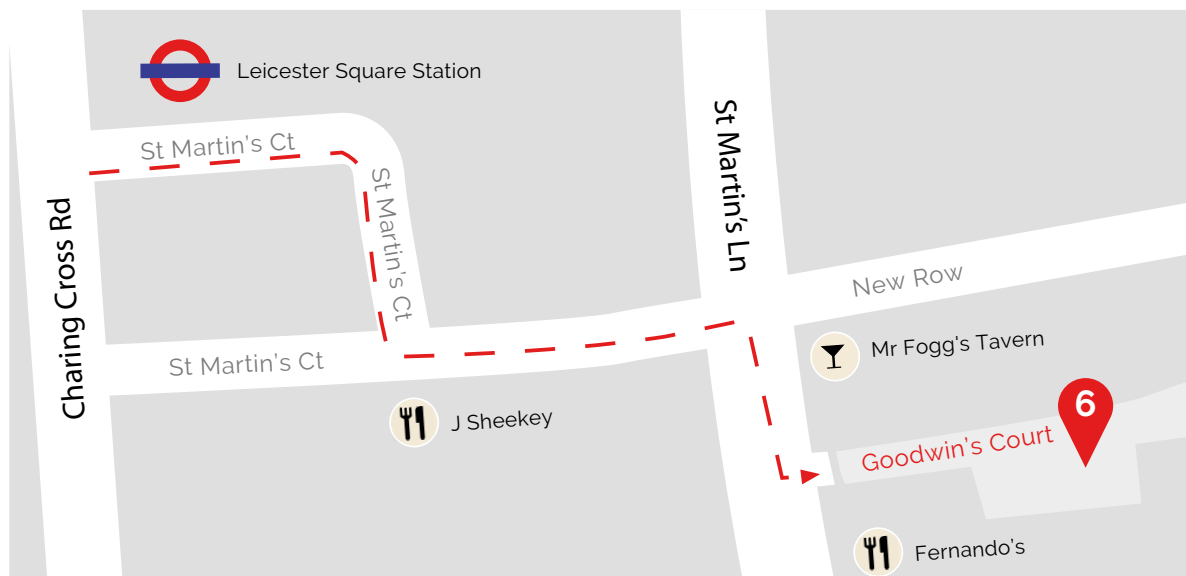 Leicester Square Station
St Martin's Ct
St Martin's Ln
St Martin's Ct
Charing Cross Rd
New Row
St Martin's Ct
Mr Fogg's Tavern
6
J Sheekey
Goodwin's Court
Fernando's